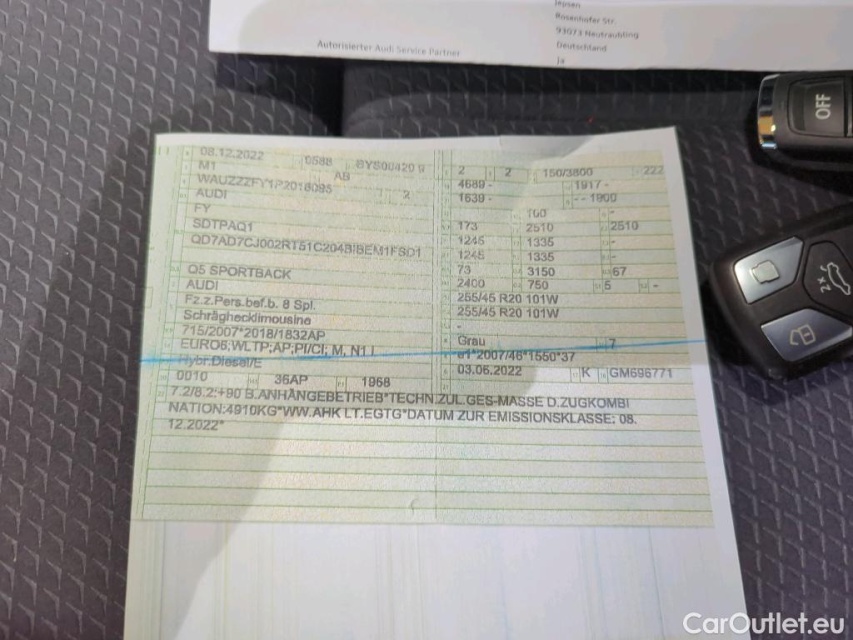 Jepsen
Rosenhofer Str.
93073 Neutraubling
Deutschland
Ja
Autorisierter Audi Service Partner
OFF
08.12.2022 0588 BYS00420 9 2 2 150/3800 - 222
M1 AB 4689 - 1917 -
WAUZZZFY1P2018095 2 1639 - - - 1900
AUDI
FY 173 2510 2510
SDTPAQ1 1245 1335 -
QD7AD7CJ002RT51C204BIBEM1FSD1 1245 1335 -
73 3150 67
Q5 SPORTBACK 2400 750 5 -
AUDI 255/45 R20 101W
Fz.z.Pers.bef.b. 8 Spl. 255/45 R20 101W
Schräghecklimousine -
715/2007*2018/1832AP Grau 7
EURO6;WLTP;AP;PI/CI; M, N1 I e1*2007/46*1550*37
Hybr.Diesel/E 03.06.2022 K GM696771
0010 36AP 1968
7.2/8.2:+90 B.ANHÄNGEBETRIEB*TECHN.ZUL.GES-MASSE D.ZUGKOMBI
NATION:4910KG*WW.AHK LT.EGTG*DATUM ZUR EMISSIONSKLASSE: 08.
12.2022*
CarOutlet.eu